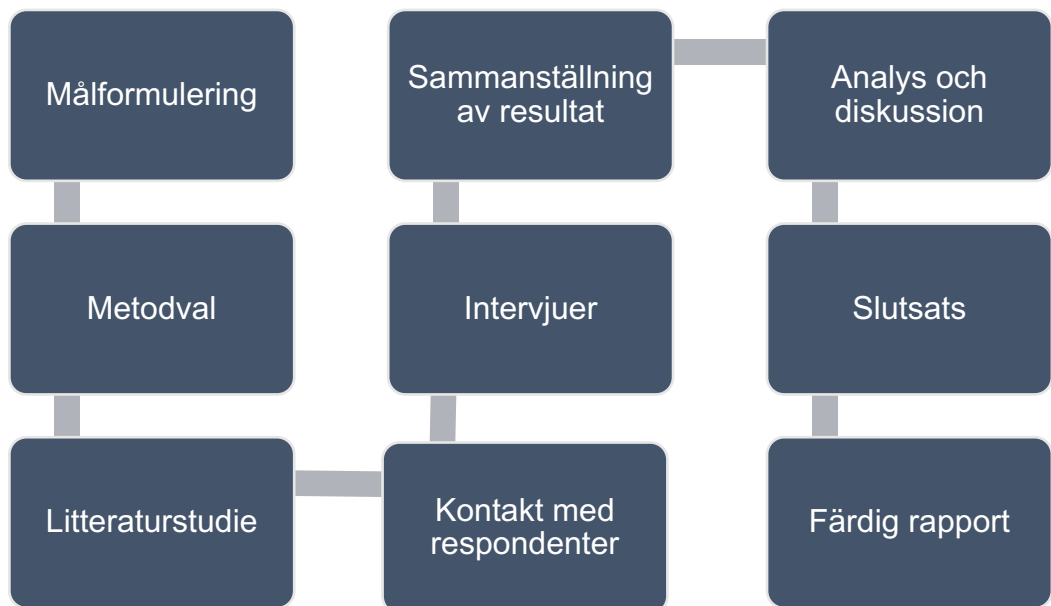 Målformulering
Metodval
Litteraturstudie
Kontakt med
respondenter
Intervjuer
Sammanställning
av resultat
Analys och
diskussion
Slutsats
Färdig rapport